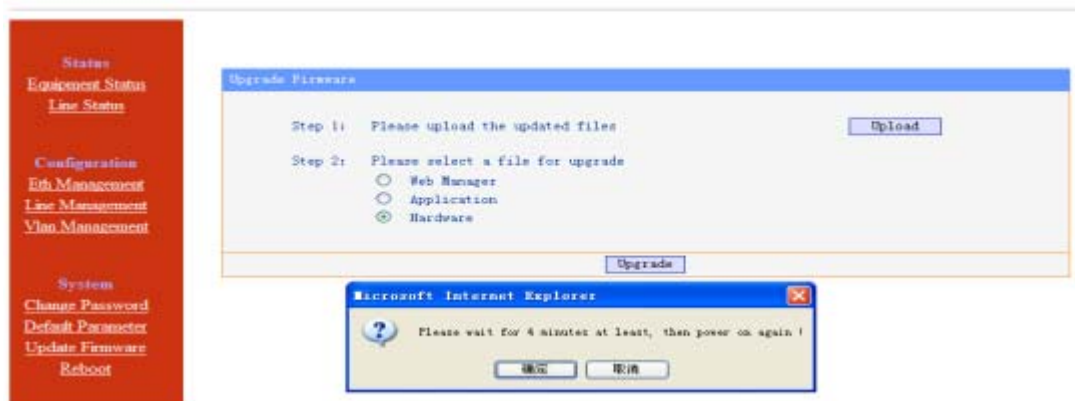 Status
Equipment Status
Line Status
Configuration
Eth Management
Line Management
Vlan Management
System
Change Password
Default Parameter
Update Firmware
Reboot
Upgrade Firmware
Step 1: Please upload the updated files
Upload
Step 2: Please select a file for upgrade
Web Manager
Application
Hardware
Upgrade
Microsoft Internet Explorer
Please wait for 4 minutes at least, then power on again !
确定
取消